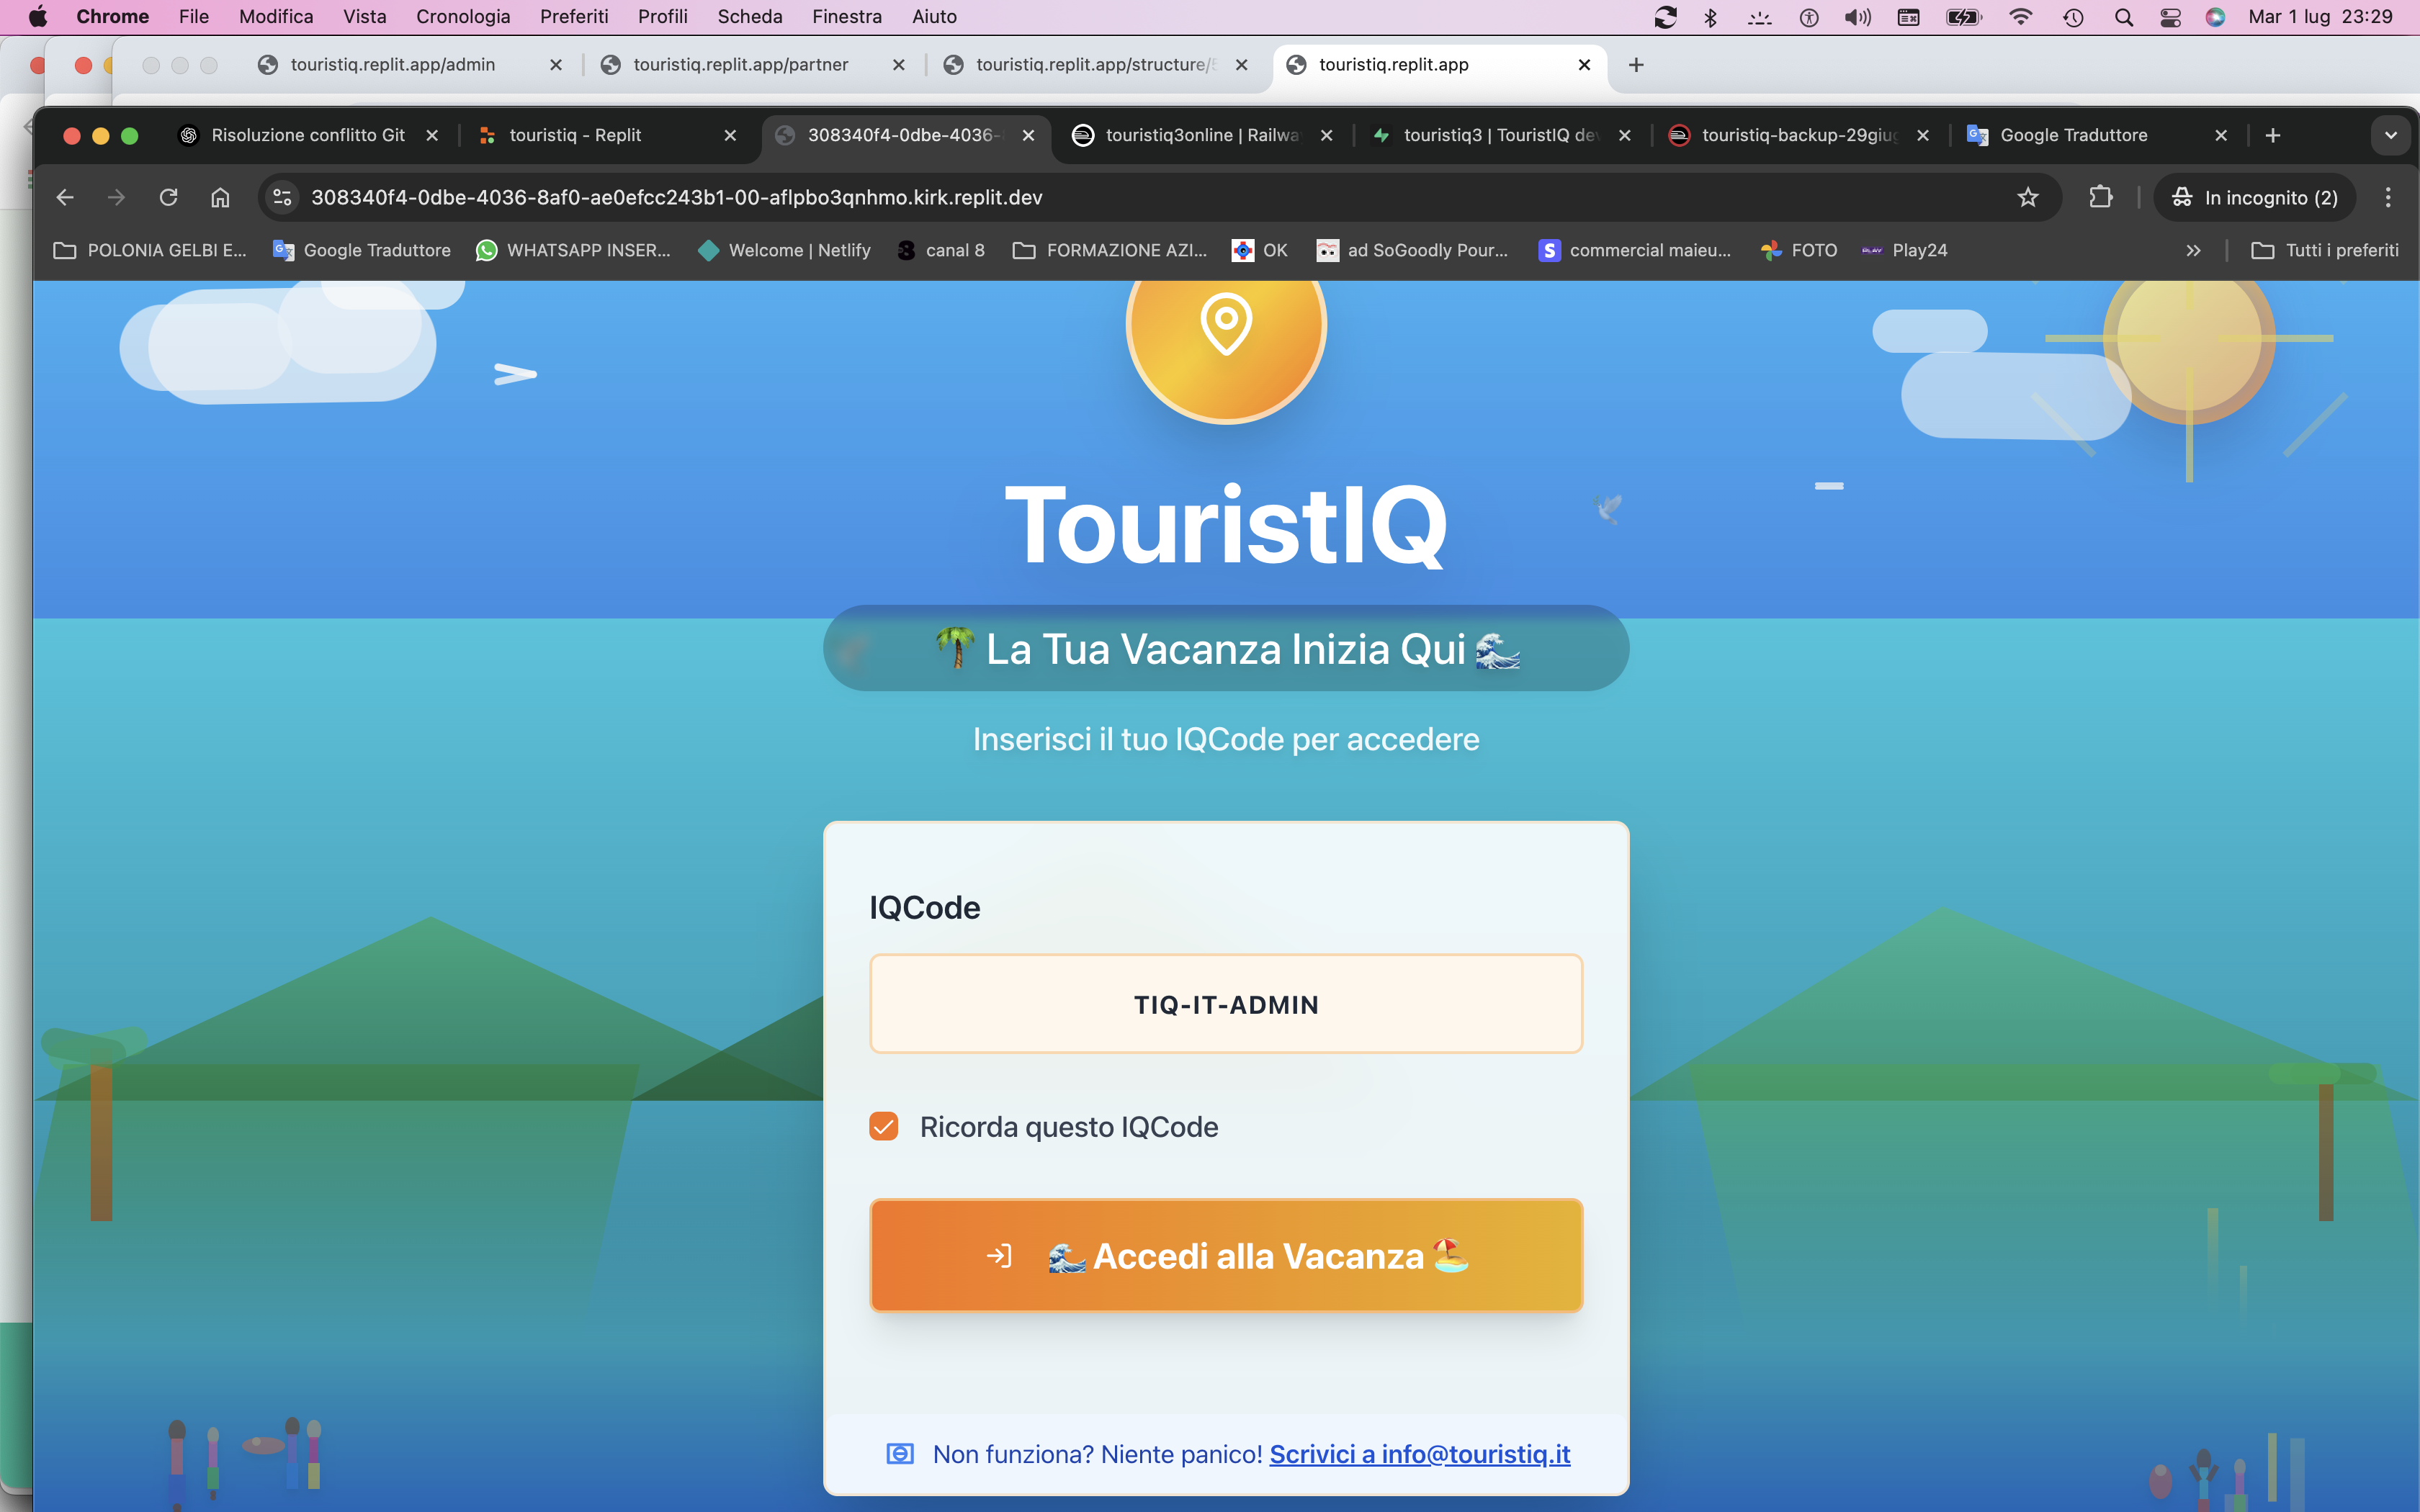 Chrome File Modifica Vista Cronologia Preferiti Profili Scheda Finestra Aiuto Mar 1 lug 23:29
touristiq.replit.app/admin touristiq.replit.app/partner touristiq.replit.app/structure/ touristiq.replit.app
Risoluzione conflitto Git touristiq - Replit 308340f4-0dbe-4036- touristiq3online | Railwa touristiq3 | TouristIQ dev touristiq-backup-29giug Google Traduttore
308340f4-0dbe-4036-8af0-ae0efcc243b1-00-aflpbo3qnhmo.kirk.replit.dev In incognito (2)
POLONIA GELBI E... Google Traduttore WHATSAPP INSER... Welcome | Netlify canal 8 FORMAZIONE AZI... OK ad SoGoodly Pour... S commercial maieu... FOTO Play24 Tutti i preferiti
TouristIQ
🌴 La Tua Vacanza Inizia Qui 🌊
Inserisci il tuo IQCode per accedere
IQCode
TIQ-IT-ADMIN
Ricorda questo IQCode
🌊 Accedi alla Vacanza 🏖️
Non funziona? Niente panico! Scrivici a info@touristiq.it